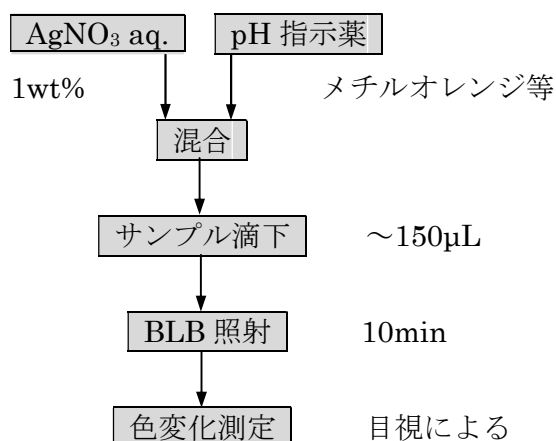 AgNO₃ aq.
pH 指示薬
1wt%
メチルオレンジ等
混合
サンプル滴下
～150µL
BLB 照射
10min
色変化測定
目視による